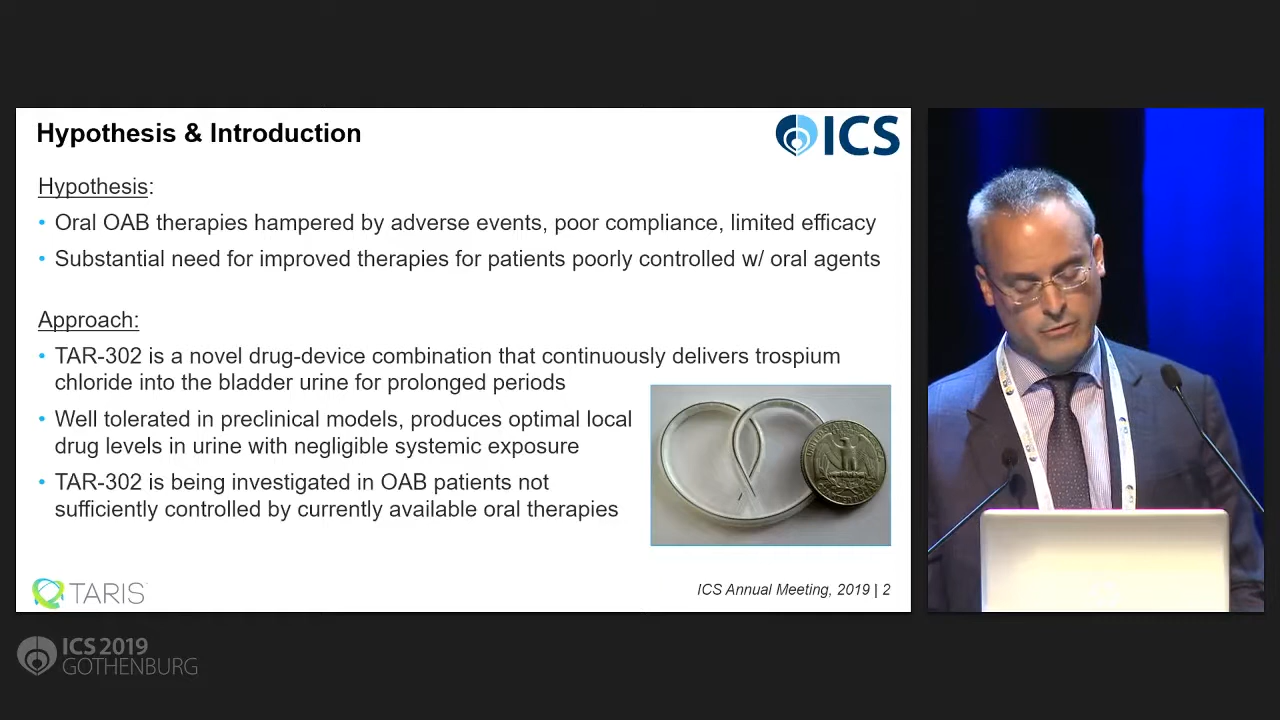 Hypothesis & Introduction
ICS
Hypothesis:
• Oral OAB therapies hampered by adverse events, poor compliance, limited efficacy
• Substantial need for improved therapies for patients poorly controlled w/ oral agents
Approach:
• TAR-302 is a novel drug-device combination that continuously delivers trospium
chloride into the bladder urine for prolonged periods
• Well tolerated in preclinical models, produces optimal local
drug levels in urine with negligible systemic exposure
• TAR-302 is being investigated in OAB patients not
sufficiently controlled by currently available oral therapies
TARIS
ICS Annual Meeting, 2019 | 2
ICS 2019
GOTHENBURG